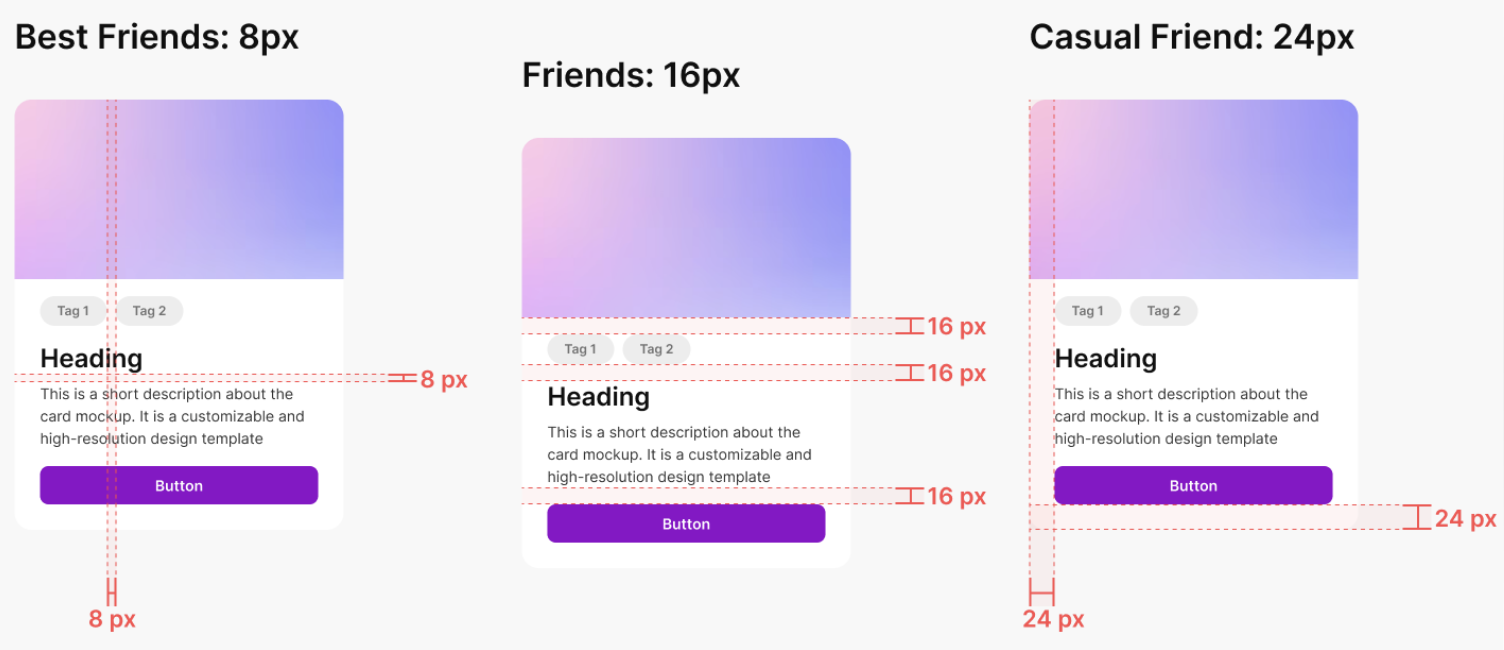 Best Friends: 8px
Tag 1
Tag 2
Heading
This is a short description about the
card mockup. It is a customizable and
high-resolution design template
Button
8 px
8 px
Friends: 16px
Tag 1
Tag 2
Heading
This is a short description about the
card mockup. It is a customizable and
high-resolution design template
Button
16 px
16 px
16 px
Casual Friend: 24px
Tag 1
Tag 2
Heading
This is a short description about the
card mockup. It is a customizable and
high-resolution design template
Button
24 px
24 px